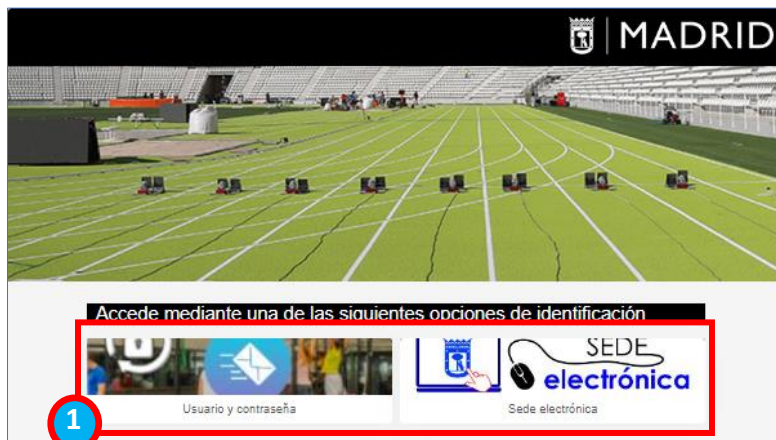 MADRID
Accede mediante una de las siguientes opciones de identificación
SEDE
electrónica
Usuario y contraseña
Sede electrónica
1